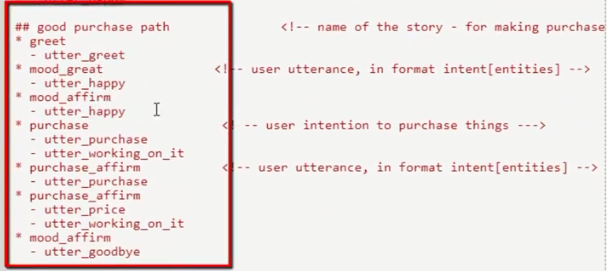 ## good purchase path <!-- name of the story - for making purchase
* greet
- utter_greet
* mood_great <!-- user utterance, in format intent[entities] -->
- utter_happy
* mood_affirm
- utter_happy
* purchase <! -- user intention to purchase things --->
- utter_purchase
- utter_working_on_it
* purchase_affirm <!-- user utterance, in format intent[entities] -->
- utter_purchase
* purchase_affirm
- utter_price
- utter_working_on_it
* mood_affirm
- utter_goodbye